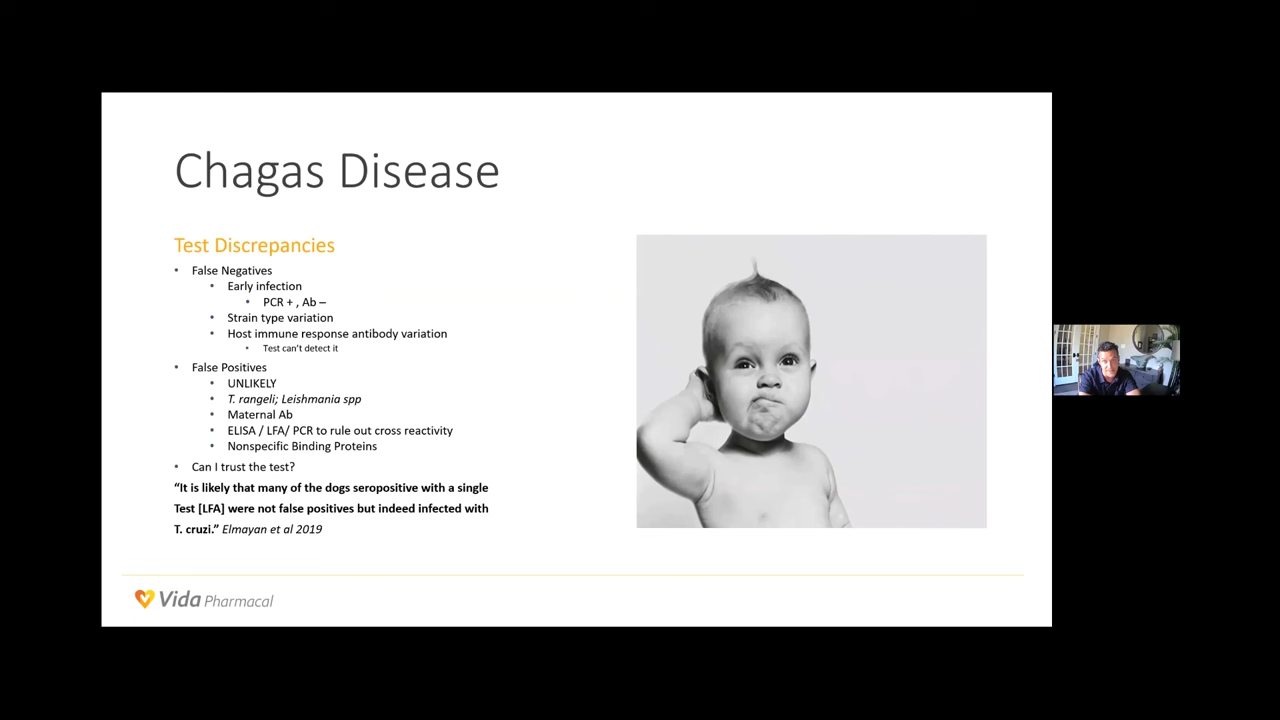 Chagas Disease
Test Discrepancies
• False Negatives
• Early infection
• PCR + , Ab –
• Strain type variation
• Host immune response antibody variation
• Test can’t detect it
• False Positives
• UNLIKELY
• T. rangeli; Leishmania spp
• Maternal Ab
• ELISA / LFA/ PCR to rule out cross reactivity
• Nonspecific Binding Proteins
• Can I trust the test?
“It is likely that many of the dogs seropositive with a single
Test [LFA] were not false positives but indeed infected with
T. cruzi.” Elmayan et al 2019
Vida Pharmacal